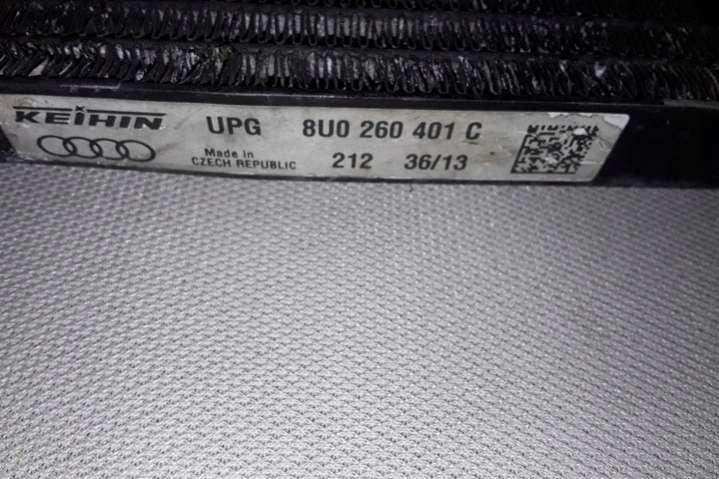 KEIHIN UPG 8U0 260 401 C
Made in
CZECH REPUBLIC 212 36/13